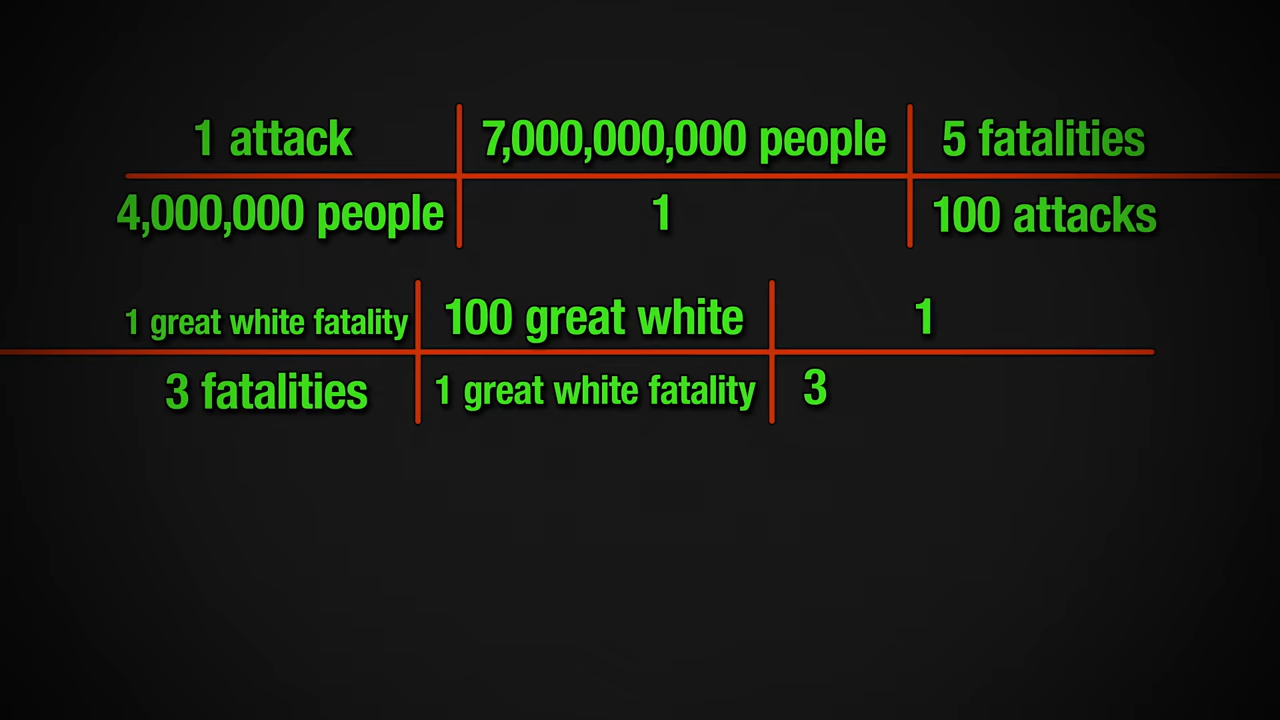 1 attack 7,000,000,000 people 5 fatalities
4,000,000 people 1 100 attacks
1 great white fatality 100 great white 1
3 fatalities 1 great white fatality 3